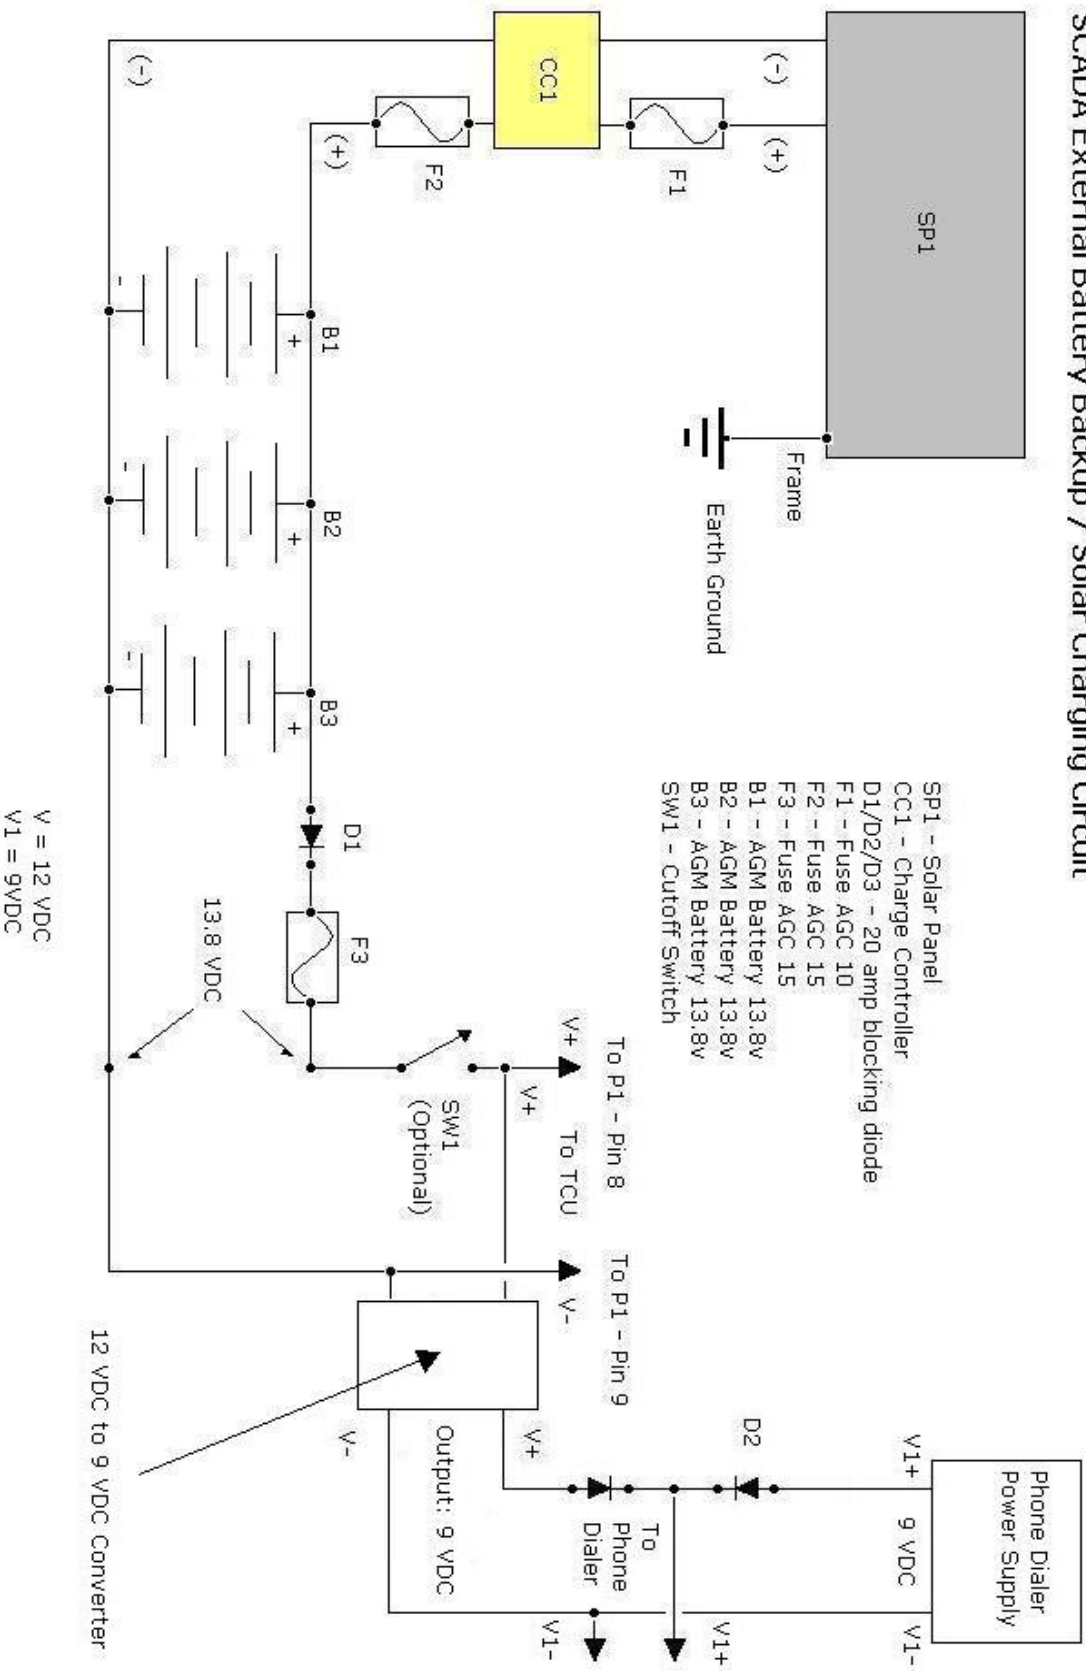 SCADA External Battery Backup / Solar Charging Circuit
SP1
(-)
(+)
CC1
F1
F2
(-)
(+)
Frame
Earth Ground
B1
+
-
B2
+
-
B3
+
-
SP1 - Solar Panel
CC1 - Charge Controller
D1/D2/D3 - 20 amp blocking diode
F1 - Fuse AGC 10
F2 - Fuse AGC 15
F3 - Fuse AGC 15
B1 - AGM Battery 13.8v
B2 - AGM Battery 13.8v
B3 - AGM Battery 13.8v
SW1 - Cutoff Switch
D1
F3
13.8 VDC
V = 12 VDC
V1 = 9VDC
SW1
(Optional)
To P1 - Pin 8
V+
To TCU
V+
To P1 - Pin 9
V-
12 VDC to 9 VDC Converter
V+
Output: 9 VDC
V-
D2
To
Phone
Dialer
V1+
9 VDC
V1-
Phone Dialer
Power Supply
V1+
V1-